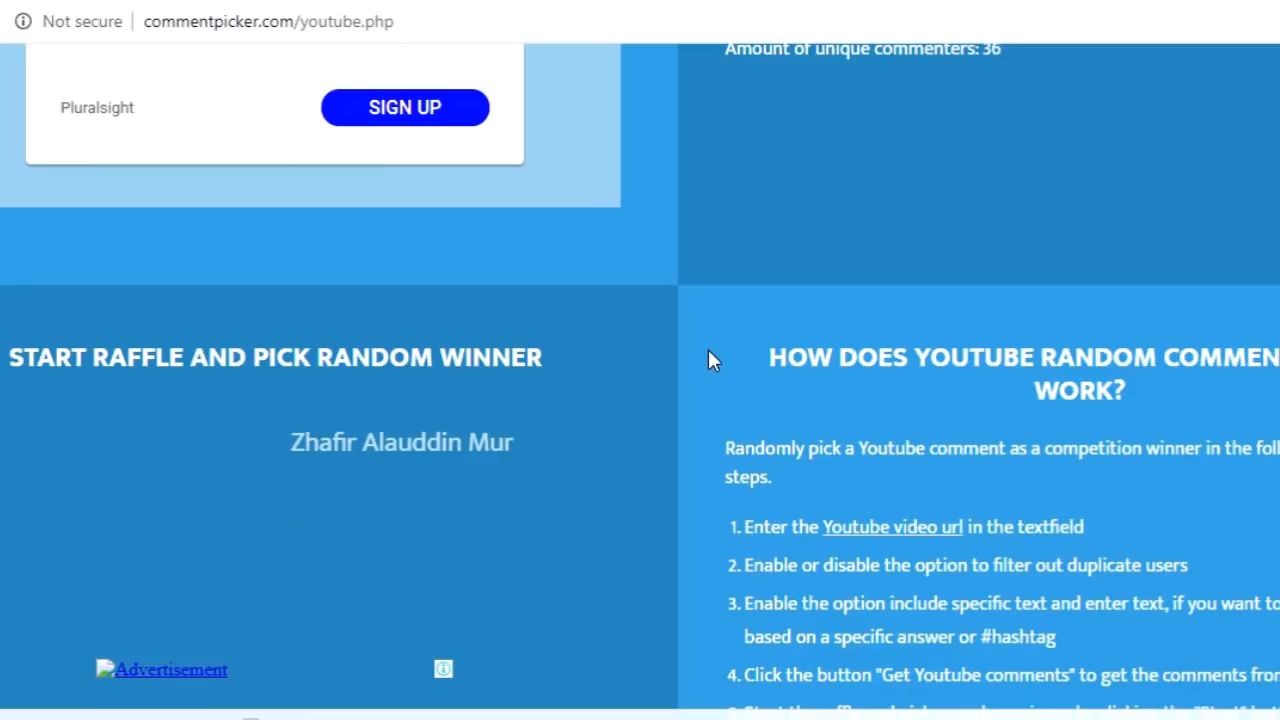 Not secure
commentpicker.com/youtube.php
Amount of unique commenters: 36
Pluralsight
SIGN UP
START RAFFLE AND PICK RANDOM WINNER
Zhafir Alauddin Mur
Advertisement
HOW DOES YOUTUBE RANDOM COMMEN
WORK?
Randomly pick a Youtube comment as a competition winner in the foll
steps.
1. Enter the Youtube video url in the textfield
2. Enable or disable the option to filter out duplicate users
3. Enable the option include specific text and enter text, if you want to
based on a specific answer or #hashtag
4. Click the button "Get Youtube comments" to get the comments from